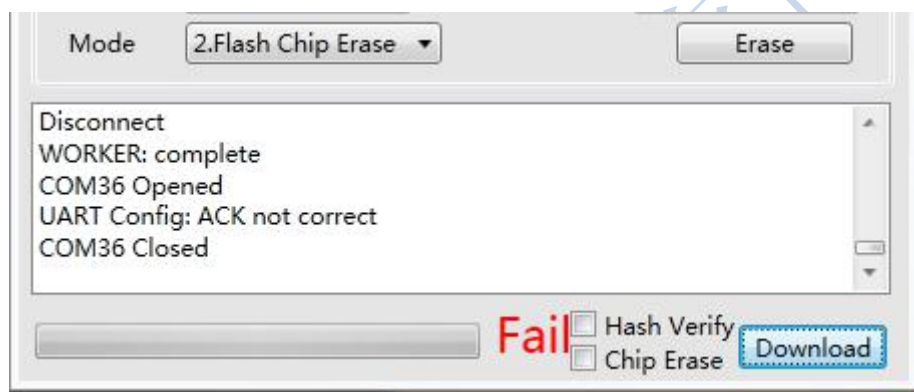 Mode 2.Flash Chip Erase Erase
Disconnect
WORKER: complete
COM36 Opened
UART Config: ACK not correct
COM36 Closed
Fail Hash Verify
Chip Erase Download